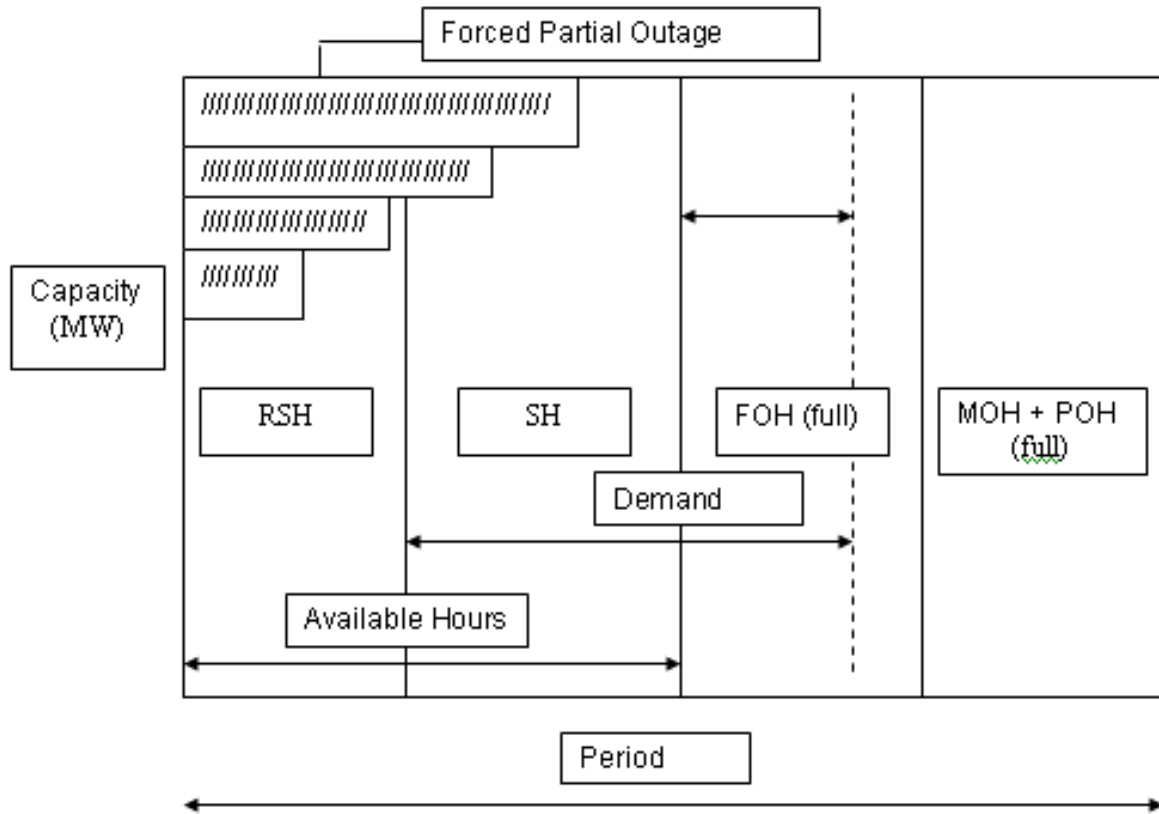 Forced Partial Outage
Capacity
(MW)
RSH
SH
FOH (full)
MOH + POH
(full)
Demand
Available Hours
Period